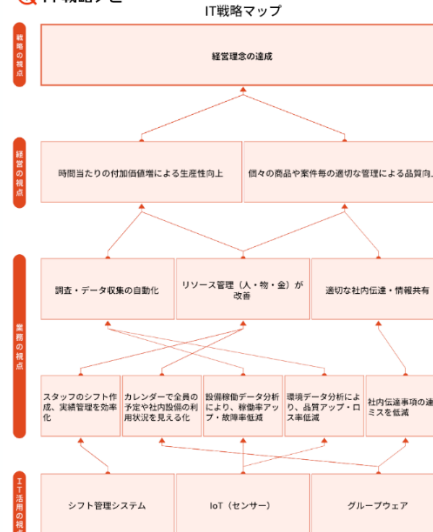 IT戦略ナビ
IT戦略マップ
戦略の視点
経営理念の達成
経営の視点
時間当たりの付加価値増による生産性向上
個々の商品や案件毎の適切な管理による品質向上
業務の視点
調査・データ収集の自動化
リソース管理（人・物・金）が
改善
適切な社内伝達・情報共有
スタッフのシフト作
成、実績管理を効率
化
カレンダーで全員の
予定や社内設備の利
用状況を見える化
設備稼働データ分析
により、稼働率アッ
プ・故障率低減
環境データ分析によ
り、品質アップ・ロ
ス率低減
社内伝達事項の連
ミスを低減
IT活用の視点
シフト管理システム
IoT（センサー）
グループウェア